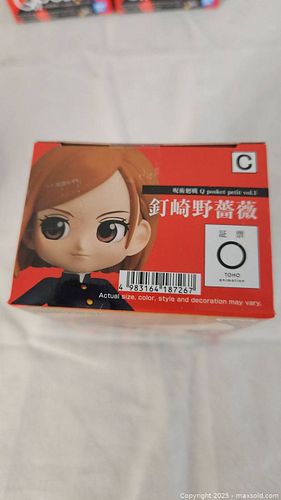 C
呪術廻戦 Q posket petit vol.1
釘崎野薔薇
証票
TOHO
animation
4 983164 187267
Actual size, color, style and decoration may vary.
Copyright 2023 - maxsold.com